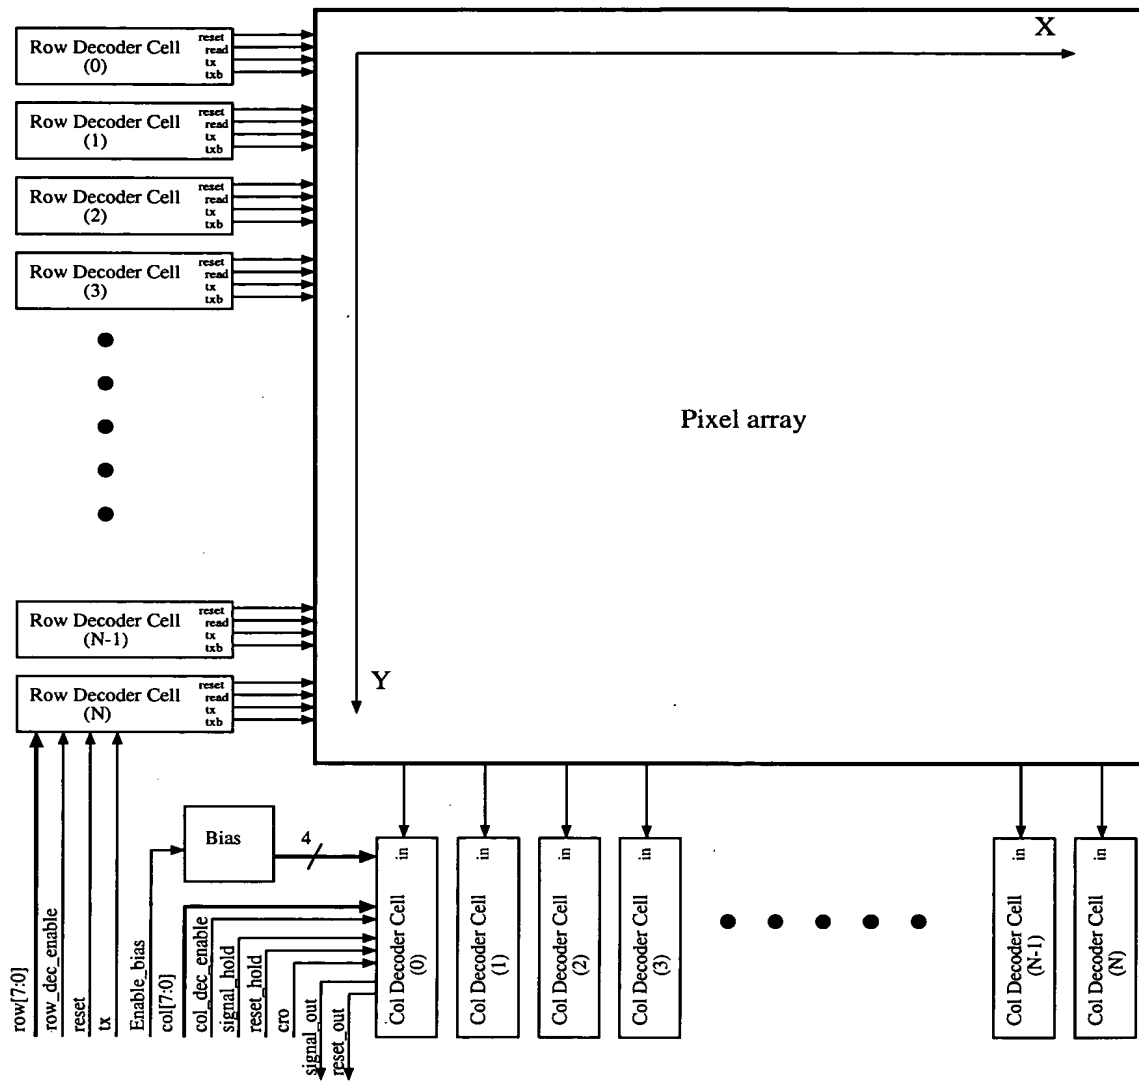 X
Row Decoder Cell
(0)
reset
read
tx
txb
Row Decoder Cell
(1)
reset
read
tx
txb
Row Decoder Cell
(2)
reset
read
tx
txb
Row Decoder Cell
(3)
reset
read
tx
txb
Pixel array
Row Decoder Cell
(N-1)
reset
read
tx
txb
Row Decoder Cell
(N)
reset
read
tx
txb
Y
Bias
4
in
Col Decoder Cell
(0)
in
Col Decoder Cell
(1)
in
Col Decoder Cell
(2)
in
Col Decoder Cell
(3)
in
Col Decoder Cell
(N-1)
in
Col Decoder Cell
(N)
row[7:0]
row_dec_enable
reset
tx
Enable_bias
col[7:0]
col_dec_enable
signal_hold
reset_hold
cro
signal_out
reset_out